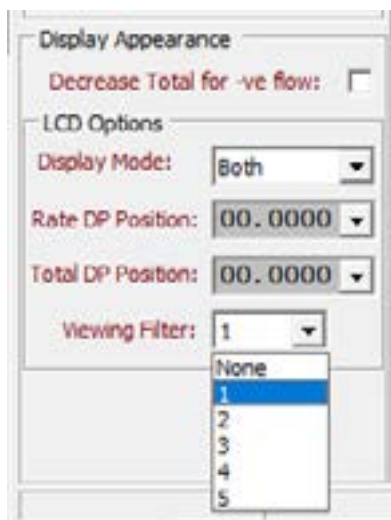 Display Appearance
Decrease Total for -ve flow:
LCD Options
Display Mode: Both
Rate DP Position: 00.0000
Total DP Position: 00.0000
Viewing Filter: 1
None
1
2
3
4
5